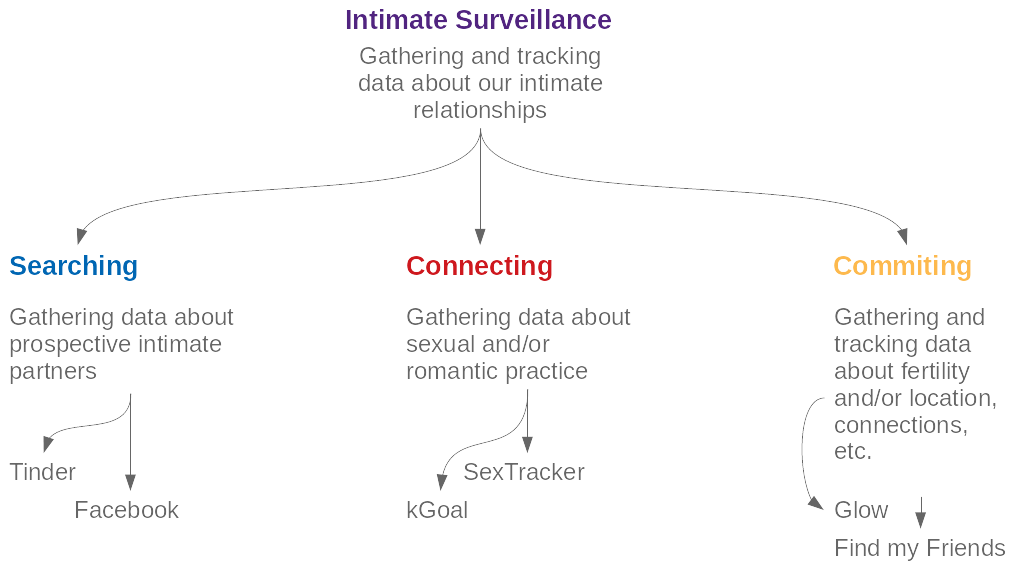 Intimate Surveillance
Gathering and tracking
data about our intimate
relationships
Searching
Gathering data about
prospective intimate
partners
Tinder
Facebook
Connecting
Gathering data about
sexual and/or
romantic practice
SexTracker
kGoal
Commiting
Gathering and
tracking data
about fertility
and/or location,
connections,
etc.
Glow
Find my Friends